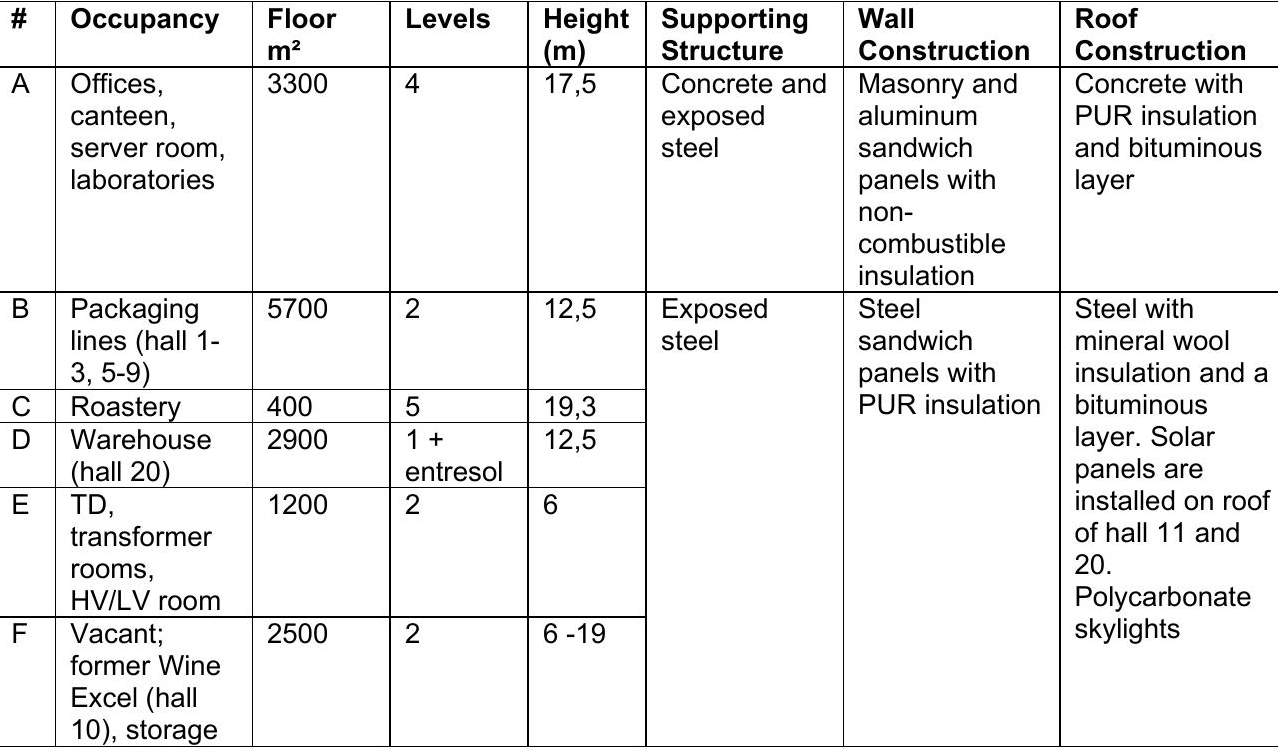 # Occupancy Floor m² Levels Height (m) Supporting Structure Wall Construction Roof Construction
A
Offices,
canteen,
server room,
laboratories
3300
4
17,5
Concrete and
exposed
steel
Masonry and
aluminum
sandwich
panels with
non-
combustible
insulation
Concrete with
PUR insulation
and bituminous
layer
B
Packaging
lines (hall 1-
3, 5-9)
5700
2
12,5
Exposed
steel
Steel
sandwich
panels with
PUR insulation
Steel with
mineral wool
insulation and a
bituminous
layer. Solar
panels are
installed on roof
of hall 11 and
20.
Polycarbonate
skylights
C
Roastery
400
5
19,3
D
Warehouse
(hall 20)
2900
1 +
entresol
12,5
E
TD,
transformer
rooms,
HV/LV room
1200
2
6
F
Vacant;
former Wine
Excel (hall
10), storage
2500
2
6 -19